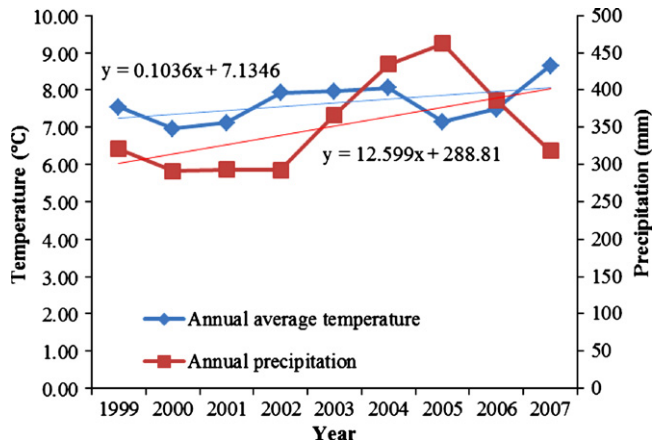 10.00
9.00
8.00
7.00
6.00
5.00
4.00
3.00
2.00
1.00
0.00
Temperature (°C)
500
450
400
350
300
250
200
150
100
50
0
Precipitation (mm)
y = 0.1036x + 7.1346
y = 12.599x + 288.81
Annual average temperature
Annual precipitation
1999 2000 2001 2002 2003 2004 2005 2006 2007
Year